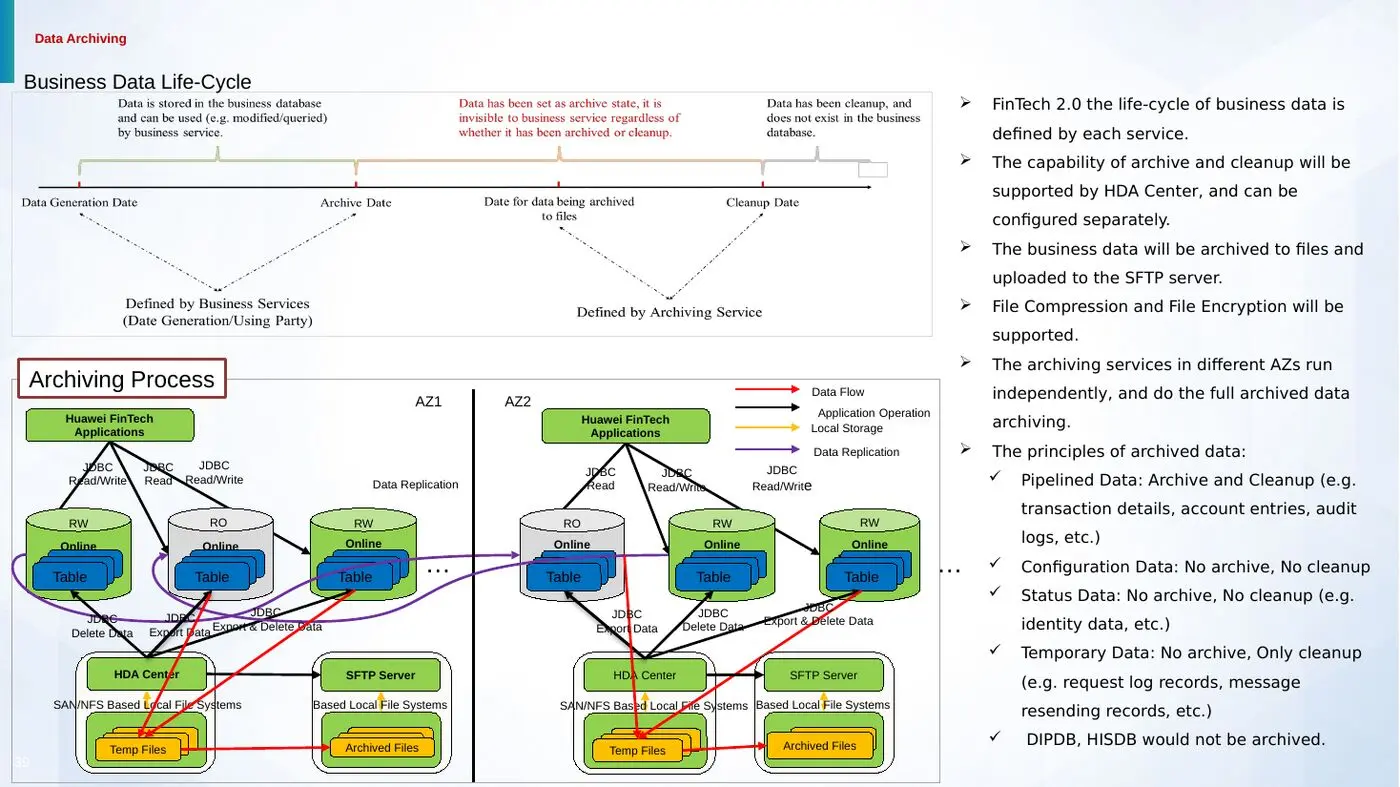 Data Archiving
Business Data Life-Cycle
Data is stored in the business database
and can be used (e.g. modified/queried)
by business service.
Data has been set as archive state, it is
invisible to business service regardless of
whether it has been archived or cleanup.
Data has been cleanup, and
does not exist in the business
database.
Data Generation Date
Archive Date
Date for data being archived
to files
Cleanup Date
Defined by Business Services
(Date Generation/Using Party)
Defined by Archiving Service
Archiving Process
AZ1
AZ2
Data Flow
Application Operation
Local Storage
Data Replication
Huawei FinTech
Applications
JDBC
Read/Write
JDBC
Read
JDBC
Read/Write
Data Replication
RW
Online
Table
RO
Online
Table
RW
Online
Table
...
JDBC
Delete Data
JDBC
Export Data
JDBC
Export & Delete Data
HDA Center
SFTP Server
SAN/NFS Based Local File Systems
Based Local File Systems
Temp Files
Archived Files
Huawei FinTech
Applications
JDBC
Read
JDBC
Read/Write
JDBC
Read/Write
RO
Online
Table
RW
Online
Table
RW
Online
Table
...
JDBC
Export Data
JDBC
Delete Data
JDBC
Export & Delete Data
HDA Center
SFTP Server
SAN/NFS Based Local File Systems
Based Local File Systems
Temp Files
Archived Files
39
FinTech 2.0 the life-cycle of business data is
defined by each service.
The capability of archive and cleanup will be
supported by HDA Center, and can be
configured separately.
The business data will be archived to files and
uploaded to the SFTP server.
File Compression and File Encryption will be
supported.
The archiving services in different AZs run
independently, and do the full archived data
archiving.
The principles of archived data:
Pipelined Data: Archive and Cleanup (e.g.
transaction details, account entries, audit
logs, etc.)
Configuration Data: No archive, No cleanup
Status Data: No archive, No cleanup (e.g.
identity data, etc.)
Temporary Data: No archive, Only cleanup
(e.g. request log records, message
resending records, etc.)
DIPDB, HISDB would not be archived.